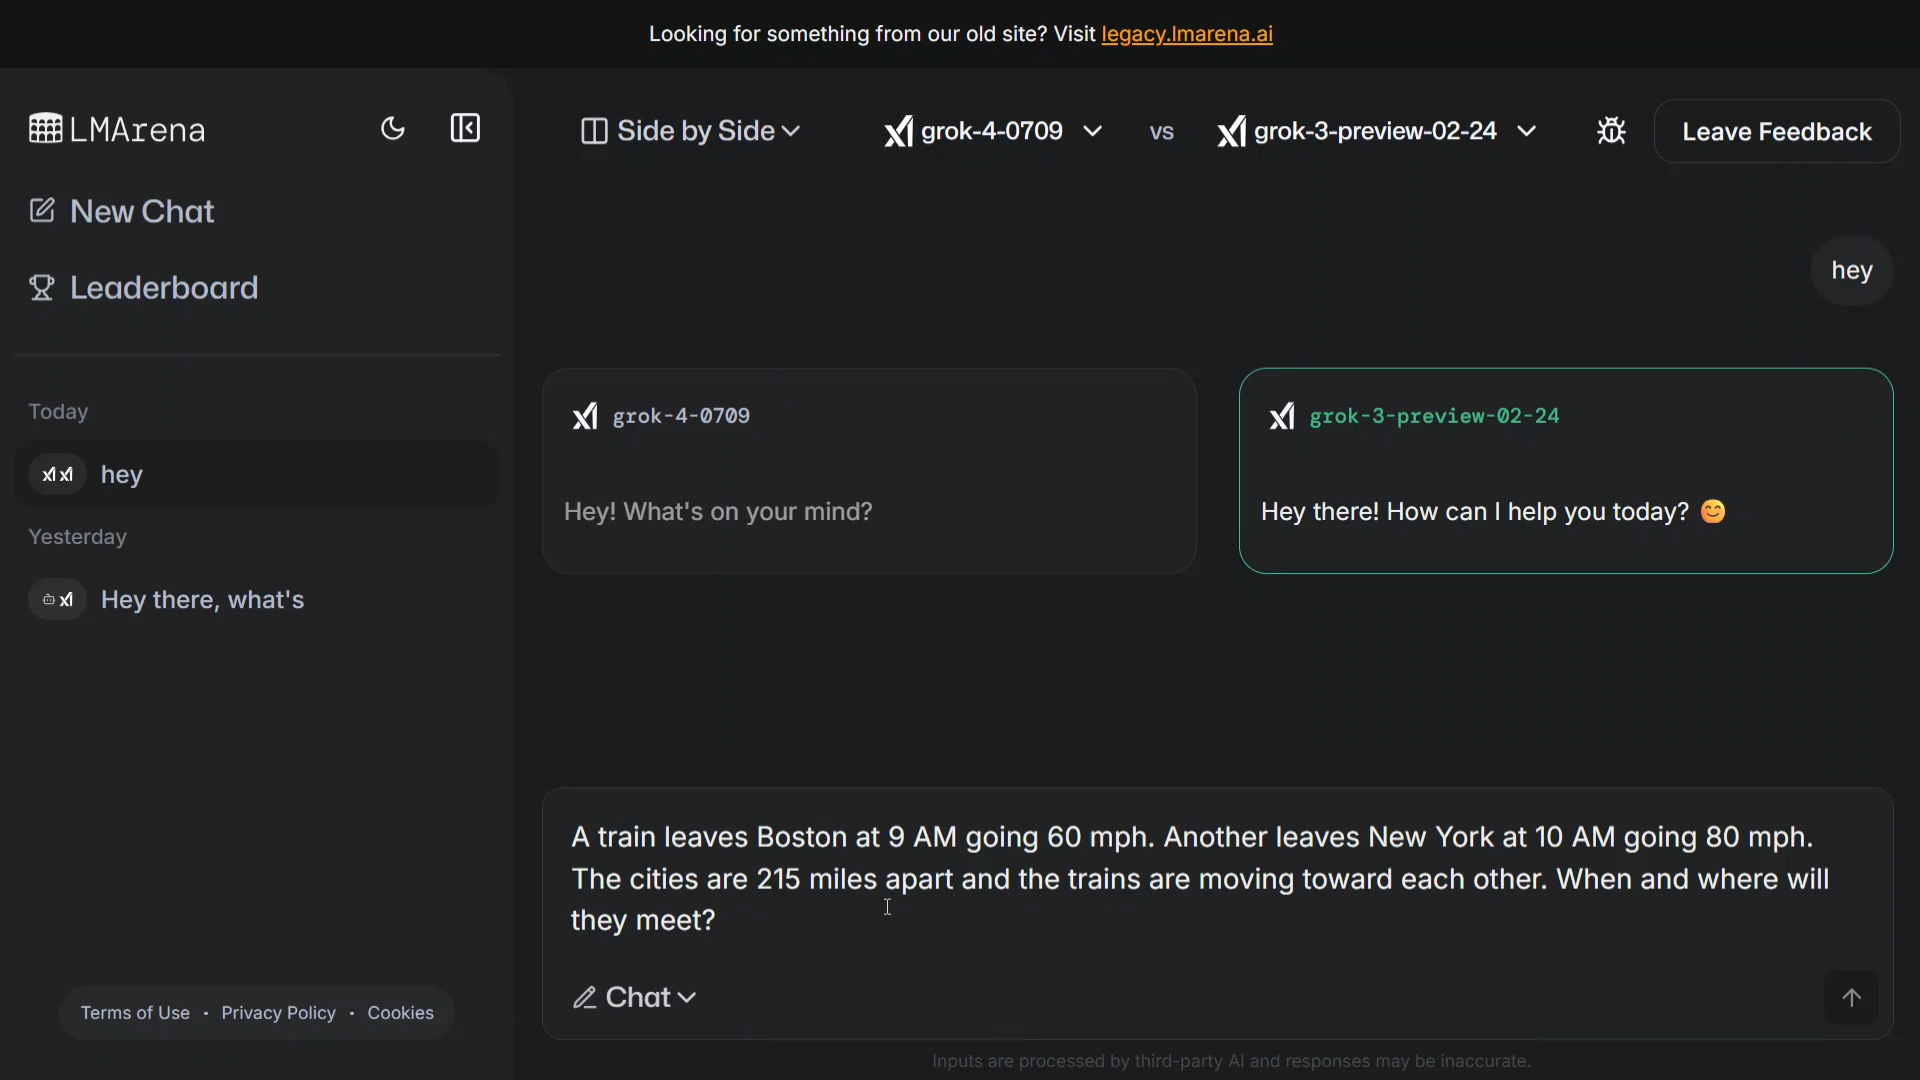 Looking for something from our old site? Visit legacy.lmarena.ai
LMArena
Side by Side
grok-4-0709
vs
grok-3-preview-02-24
Leave Feedback
New Chat
Leaderboard
Today
hey
Yesterday
Hey there, what's
Terms of Use • Privacy Policy • Cookies
hey
grok-4-0709
Hey! What's on your mind?
grok-3-preview-02-24
Hey there! How can I help you today? 😊
A train leaves Boston at 9 AM going 60 mph. Another leaves New York at 10 AM going 80 mph.
The cities are 215 miles apart and the trains are moving toward each other. When and where will
they meet?
Chat
Inputs are processed by third-party AI and responses may be inaccurate.